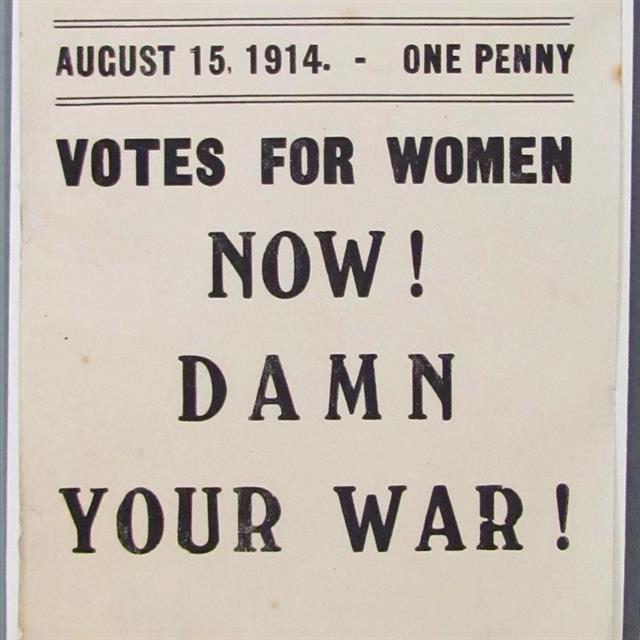 AUGUST 15, 1914. - ONE PENNY
VOTES FOR WOMEN
NOW!
DAMN
YOUR WAR!